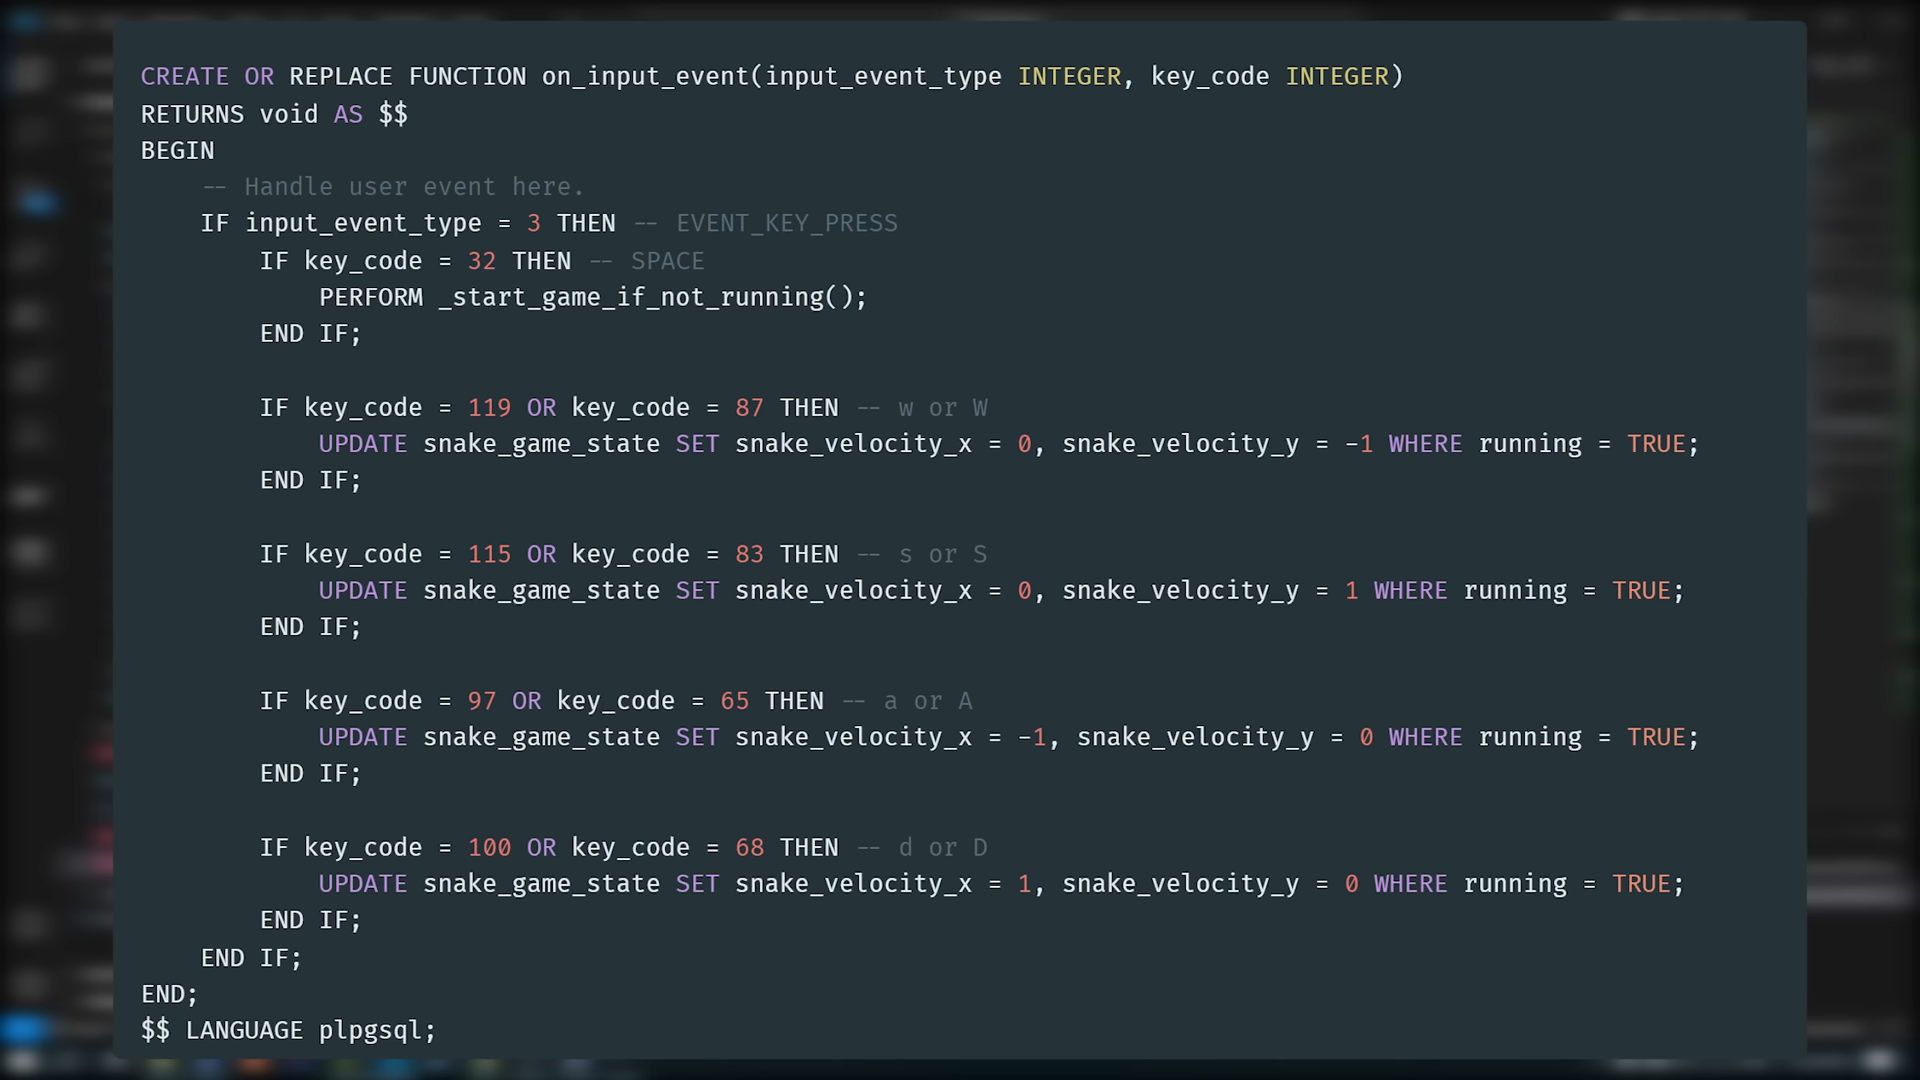 CREATE OR REPLACE FUNCTION on_input_event(input_event_type INTEGER, key_code INTEGER)
RETURNS void AS $$
BEGIN
    -- Handle user event here.
    IF input_event_type = 3 THEN -- EVENT_KEY_PRESS
        IF key_code = 32 THEN -- SPACE
            PERFORM _start_game_if_not_running();
        END IF;

        IF key_code = 119 OR key_code = 87 THEN -- w or W
            UPDATE snake_game_state SET snake_velocity_x = 0, snake_velocity_y = -1 WHERE running = TRUE;
        END IF;

        IF key_code = 115 OR key_code = 83 THEN -- s or S
            UPDATE snake_game_state SET snake_velocity_x = 0, snake_velocity_y = 1 WHERE running = TRUE;
        END IF;

        IF key_code = 97 OR key_code = 65 THEN -- a or A
            UPDATE snake_game_state SET snake_velocity_x = -1, snake_velocity_y = 0 WHERE running = TRUE;
        END IF;

        IF key_code = 100 OR key_code = 68 THEN -- d or D
            UPDATE snake_game_state SET snake_velocity_x = 1, snake_velocity_y = 0 WHERE running = TRUE;
        END IF;
    END IF;
END;
$$ LANGUAGE plpgsql;